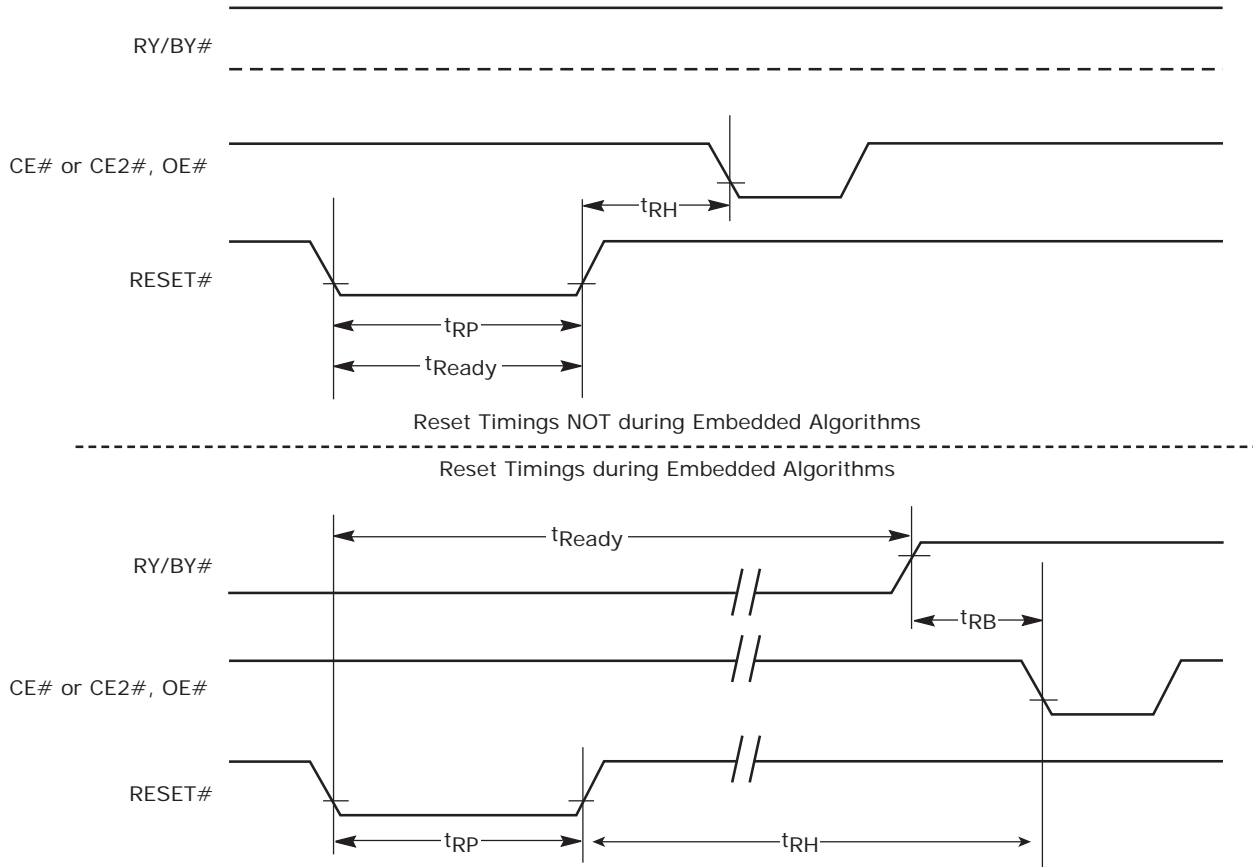 RY/BY#
CE# or CE2#, OE#
tRH
RESET#
tRP
tReady
Reset Timings NOT during Embedded Algorithms
Reset Timings during Embedded Algorithms
tReady
RY/BY#
tRB
CE# or CE2#, OE#
RESET#
tRP
tRH